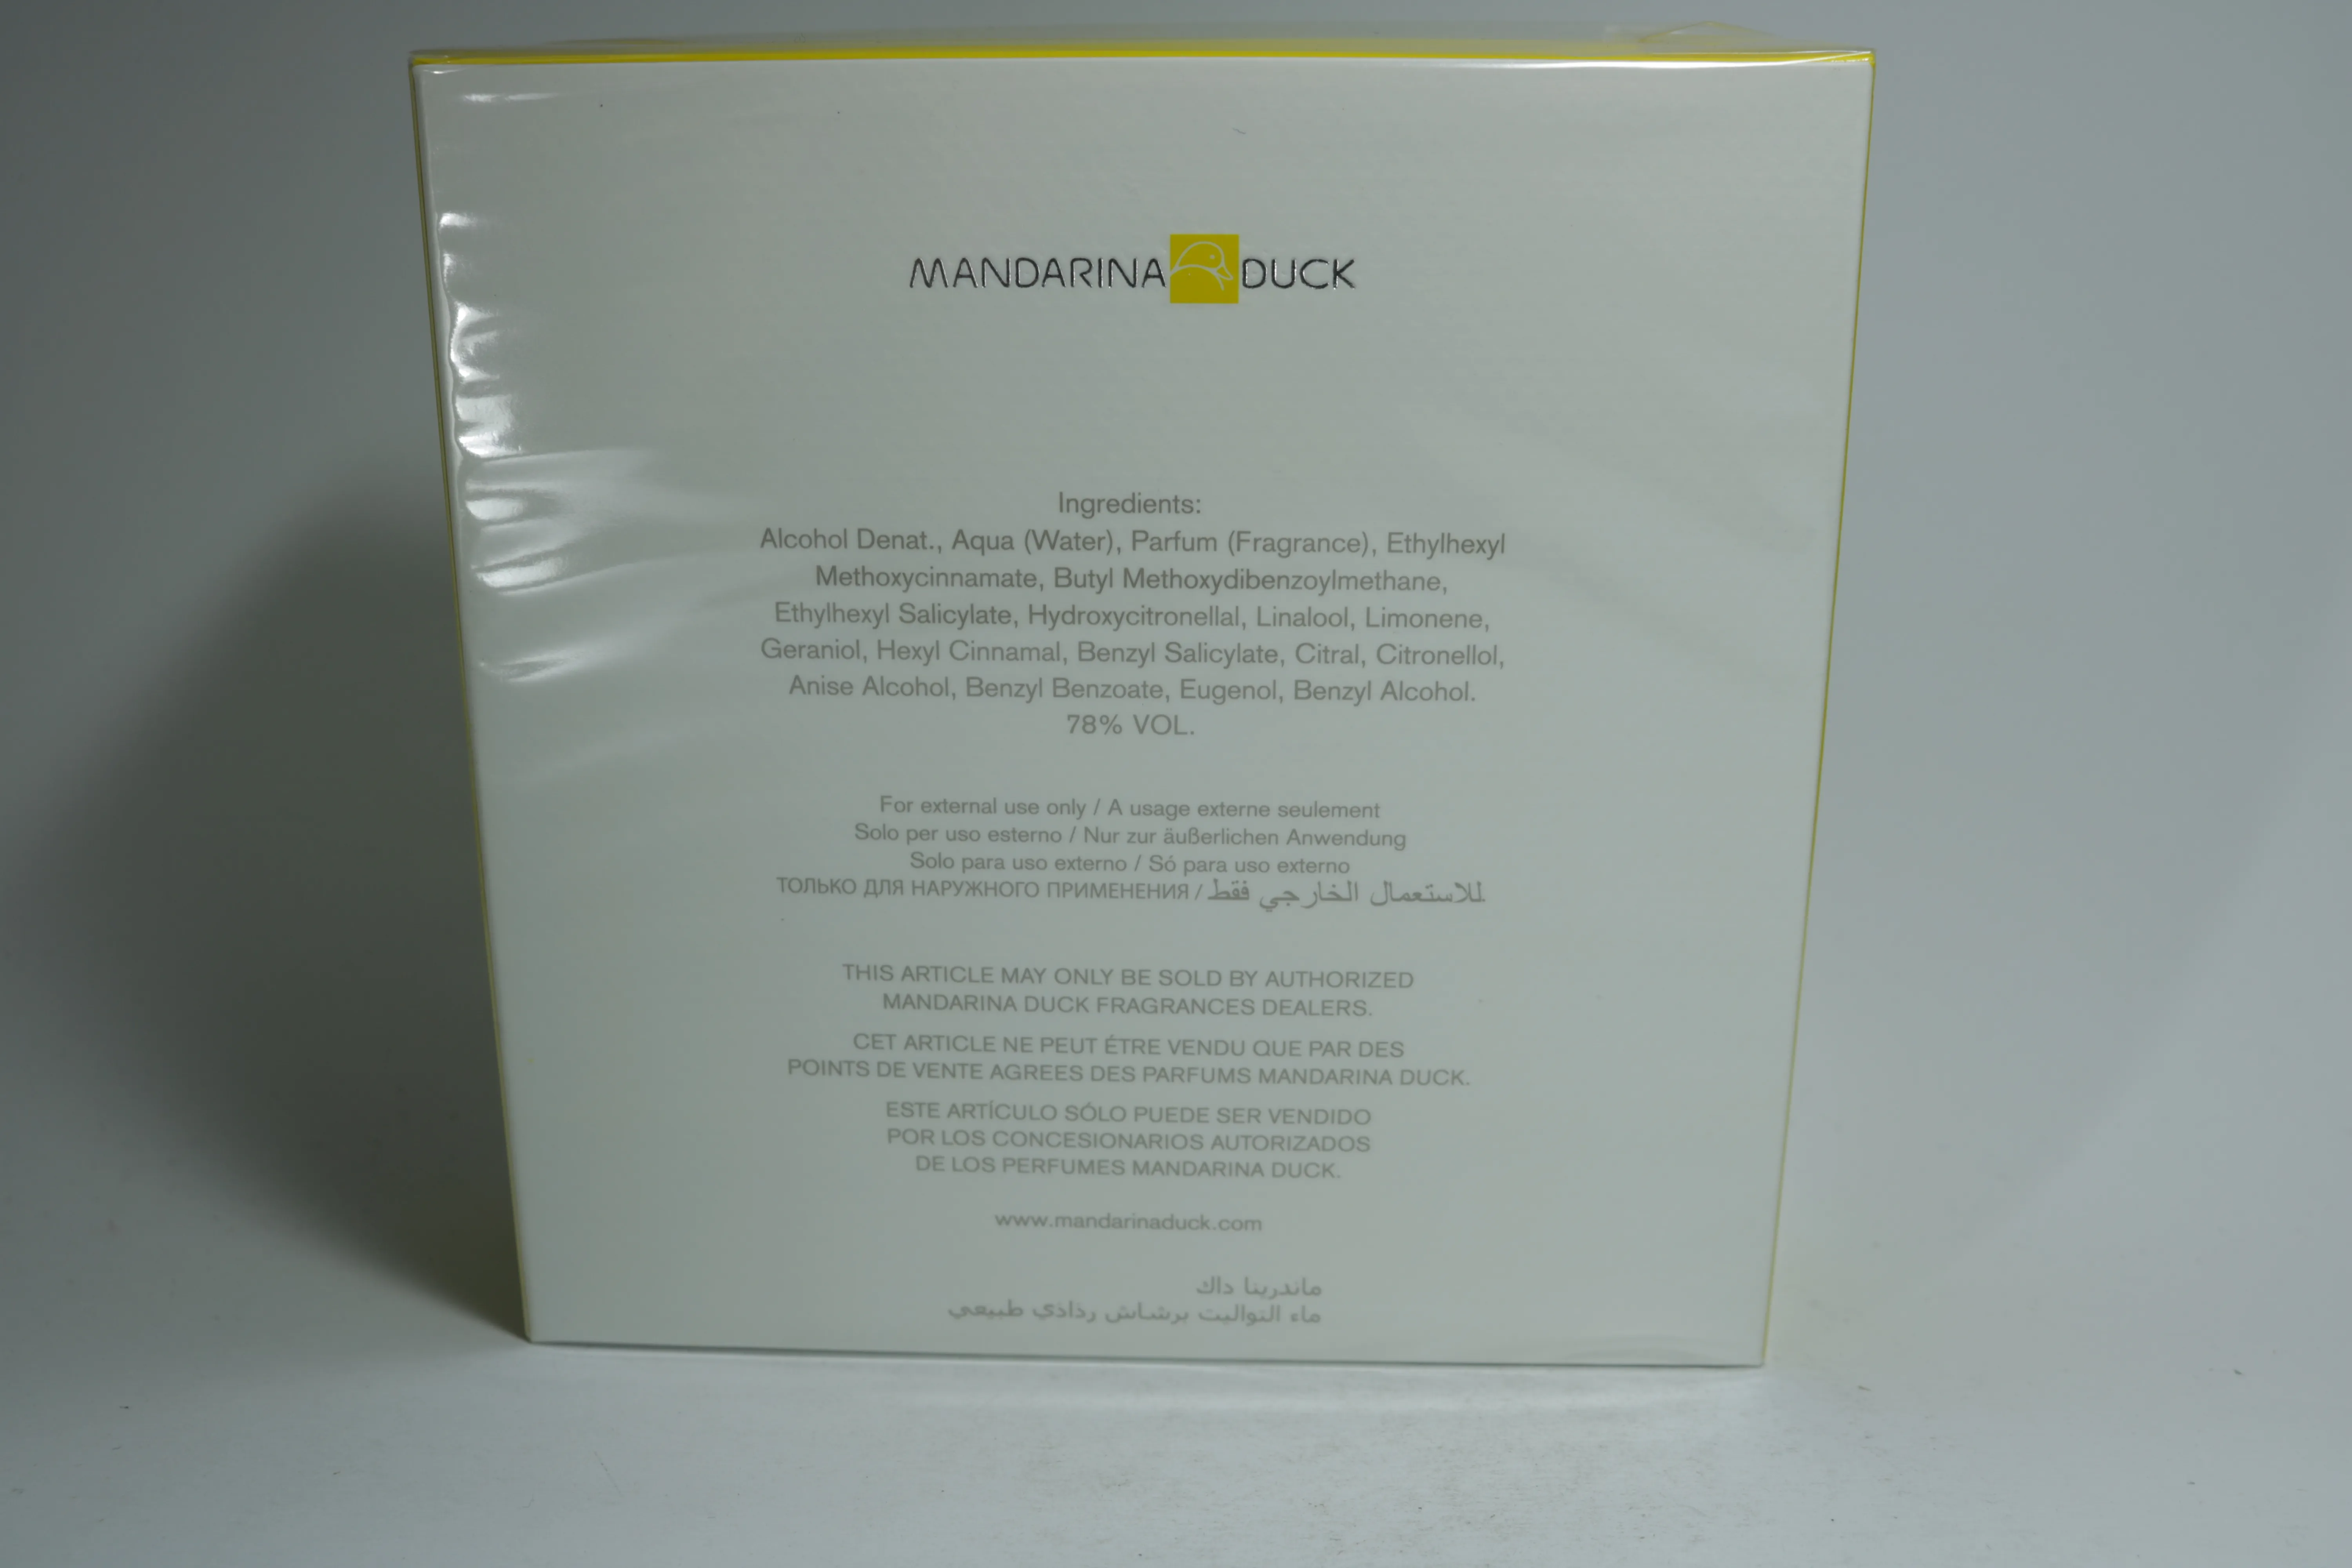 MANDARINA DUCK
Ingredients:
Alcohol Denat., Aqua (Water), Parfum (Fragrance), Ethylhexyl
Methoxycinnamate, Butyl Methoxydibenzoylmethane,
Ethylhexyl Salicylate, Hydroxycitronellal, Linalool, Limonene,
Geraniol, Hexyl Cinnamal, Benzyl Salicylate, Citral, Citronellol,
Anise Alcohol, Benzyl Benzoate, Eugenol, Benzyl Alcohol.
78% VOL.
For external use only / A usage externe seulement
Solo per uso esterno / Nur zur äußerlichen Anwendung
Solo para uso externo / Só para uso externo
ТОЛЬКО ДЛЯ НАРУЖНОГО ПРИМЕНЕНИЯ / للاستعمال الخارجي فقط.
THIS ARTICLE MAY ONLY BE SOLD BY AUTHORIZED
MANDARINA DUCK FRAGRANCES DEALERS.
CET ARTICLE NE PEUT ÉTRE VENDU QUE PAR DES
POINTS DE VENTE AGREES DES PARFUMS MANDARINA DUCK.
ESTE ARTÍCULO SÓLO PUEDE SER VENDIDO
POR LOS CONCESIONARIOS AUTORIZADOS
DE LOS PERFUMES MANDARINA DUCK.
www.mandarinaduck.com
ماندرينا داك
ماء التواليت برشاش رذاذي طبيعي